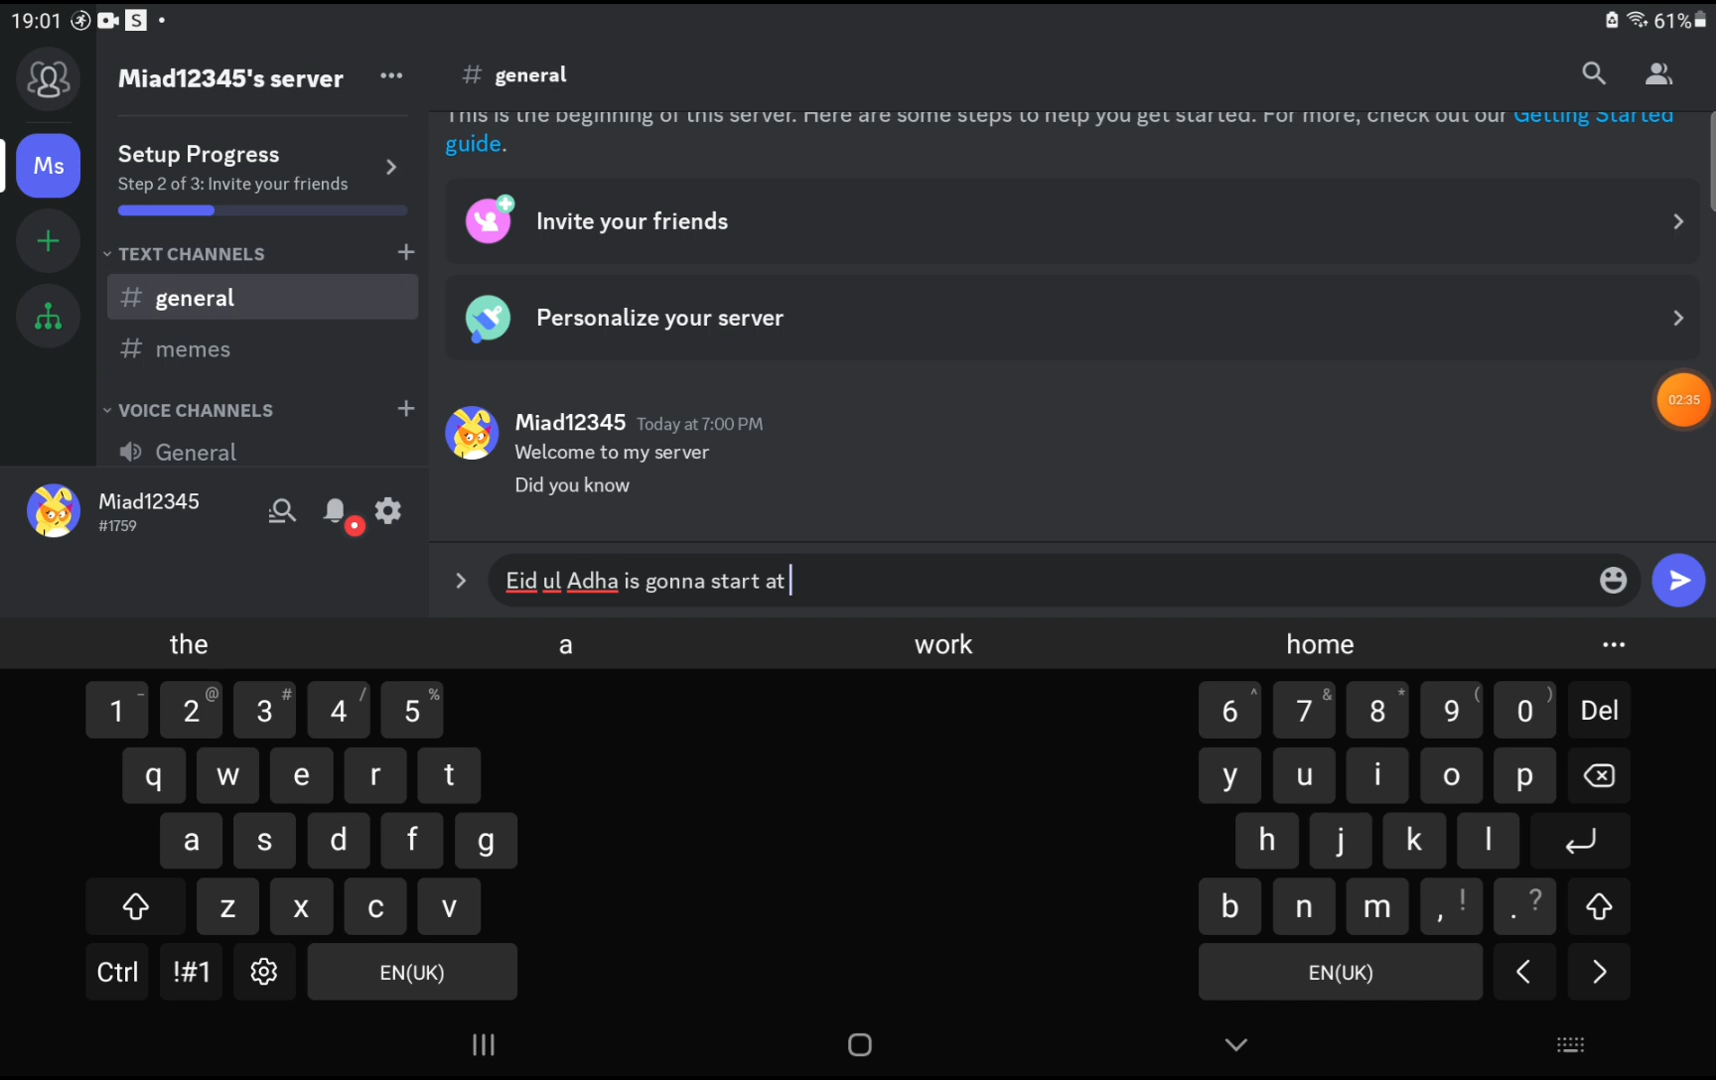 19:01 S • 61%
Miad12345's server •••
# general
This is the beginning of this server. Here are some steps to help you get started. For more, check out our Getting Started
guide.
Ms
Setup Progress
Step 2 of 3: Invite your friends
Invite your friends
TEXT CHANNELS +
# general
Personalize your server
# memes
VOICE CHANNELS +
General
02:35
Miad12345 Today at 7:00 PM
Welcome to my server
Did you know
Miad12345
#1759
Eid ul Adha is gonna start at
the a work home •••
1 - 2 @ 3 # 4 / 5 % 6 ^ 7 & 8 * 9 ( 0 ) Del
q w e r t y u i o p
a s d f g h j k l
z x c v b n m , ! . ?
Ctrl !#1 EN(UK) EN(UK) < >